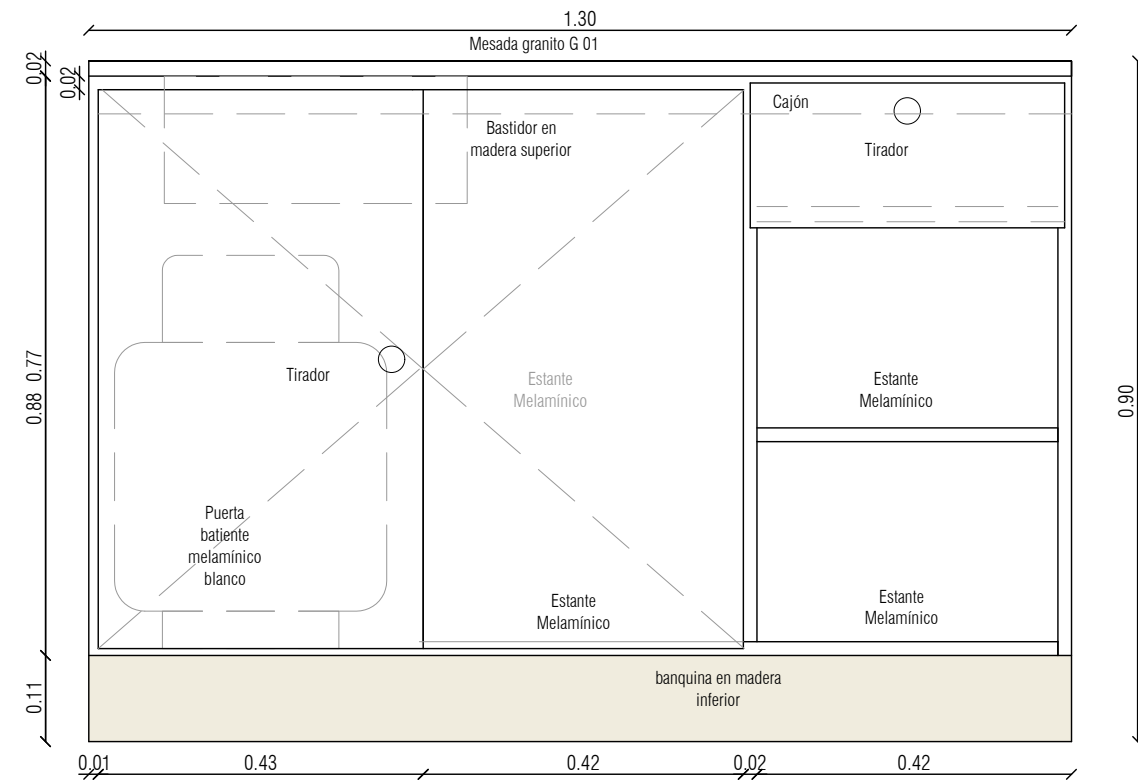 1.30
Mesada granito G 01
0.02
0.02
Cajón
Bastidor en
madera superior
Tirador
0.77
0.88
0.90
Tirador
Estante
Melamínico
Estante
Melamínico
Puerta
batiente
melamínico
blanco
Estante
Melamínico
Estante
Melamínico
0.11
banquina en madera
inferior
0.01
0.43
0.42
0.02
0.42